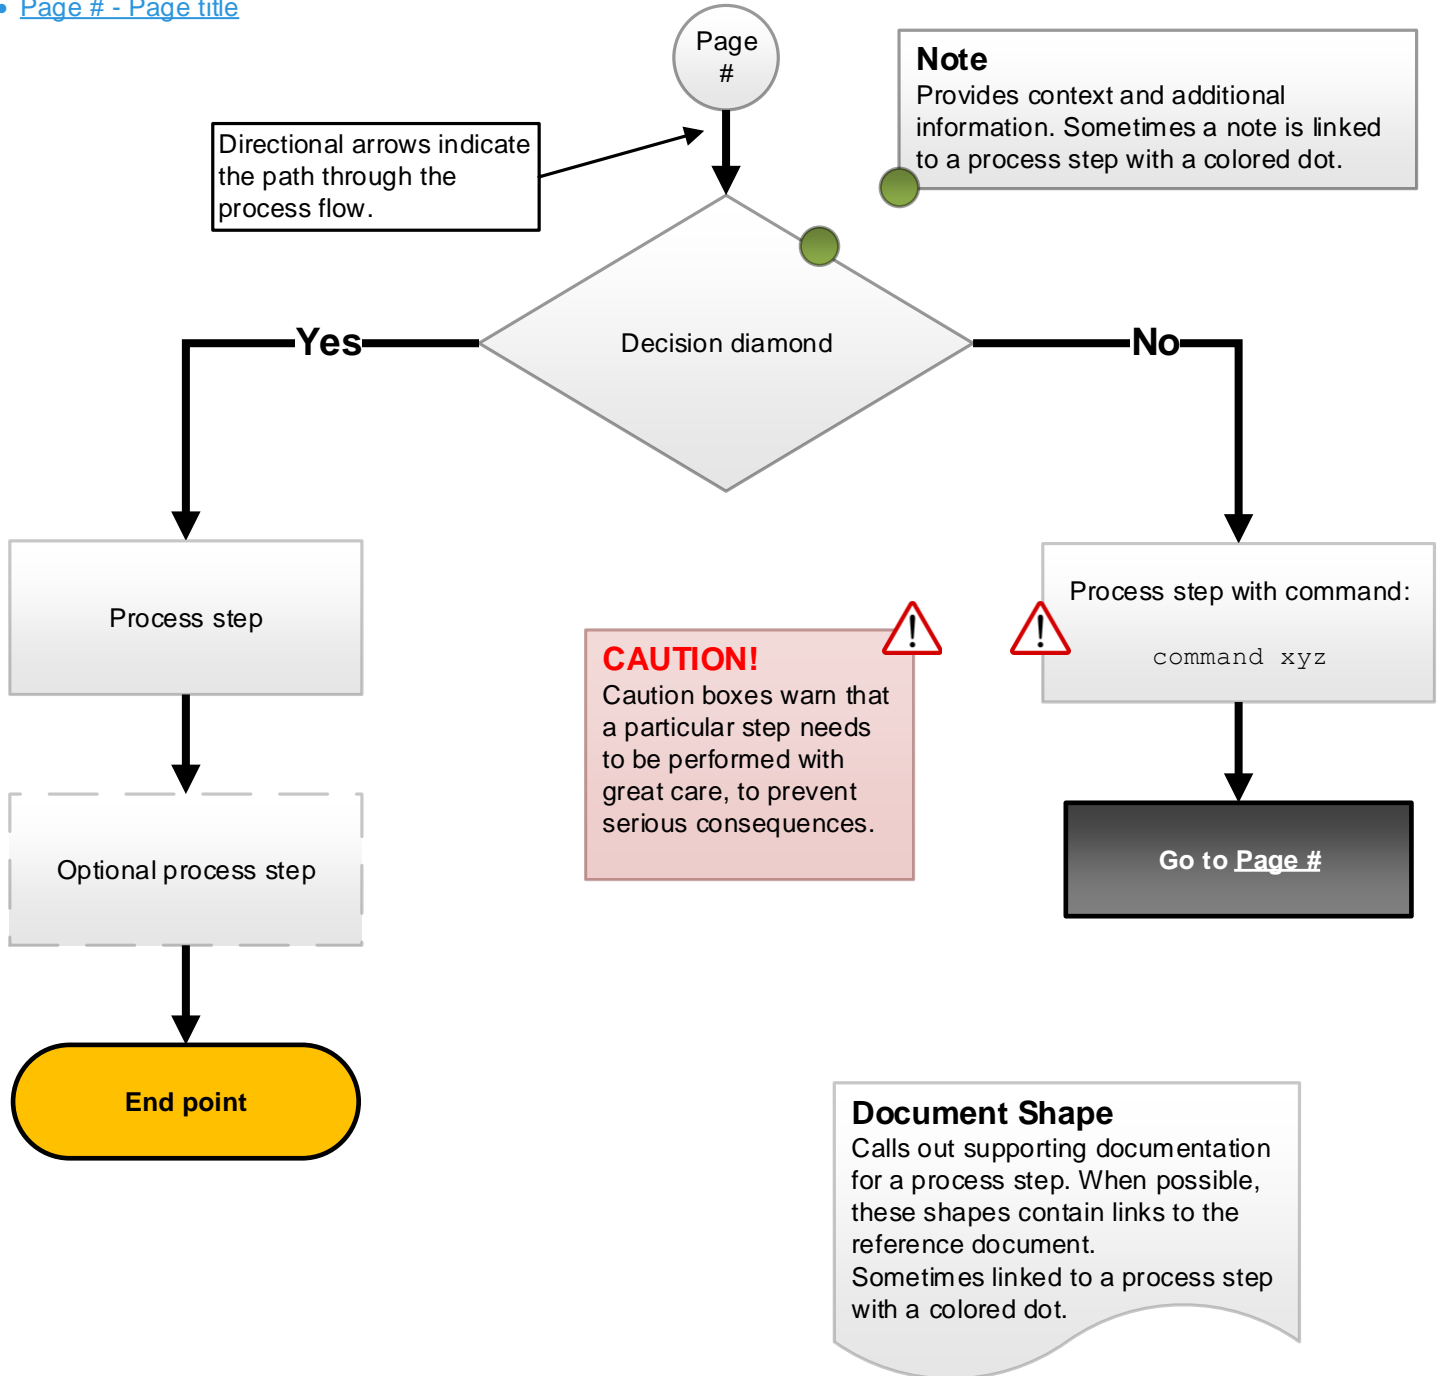 • Page # - Page title
Page
#
Note
Provides context and additional
information. Sometimes a note is linked
to a process step with a colored dot.
Directional arrows indicate
the path through the
process flow.
Yes
Decision diamond
No
Process step
Process step with command:
command xyz
CAUTION!
Caution boxes warn that
a particular step needs
to be performed with
great care, to prevent
serious consequences.
Optional process step
Go to Page #
End point
Document Shape
Calls out supporting documentation
for a process step. When possible,
these shapes contain links to the
reference document.
Sometimes linked to a process step
with a colored dot.